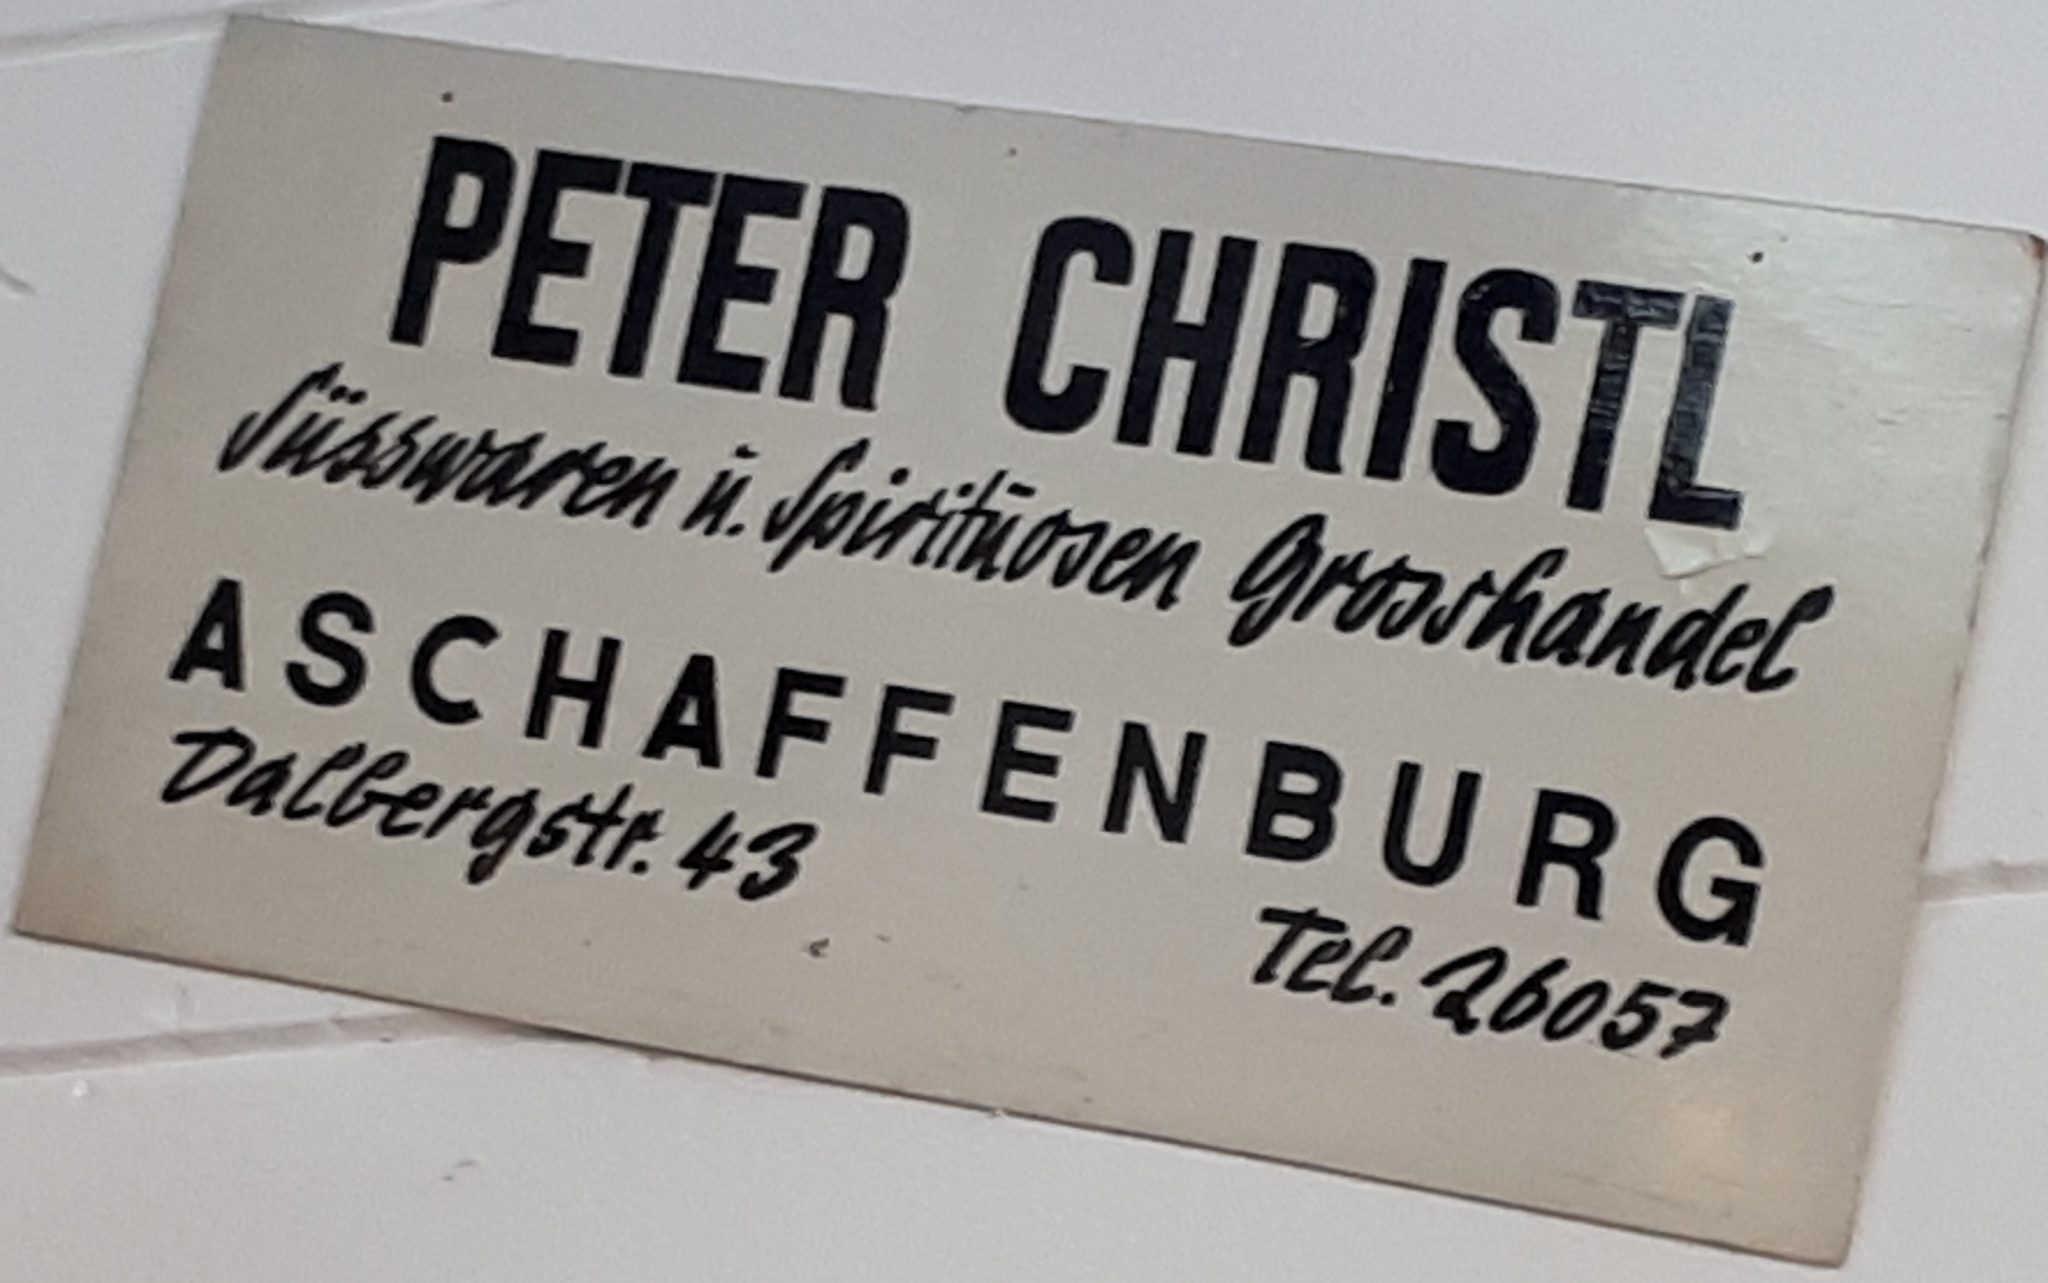 PETER CHRISTL
Süsswaren u. Spirituosen Grosshandel
ASCHAFFENBURG
Dalbergstr. 43
Tel. 26057